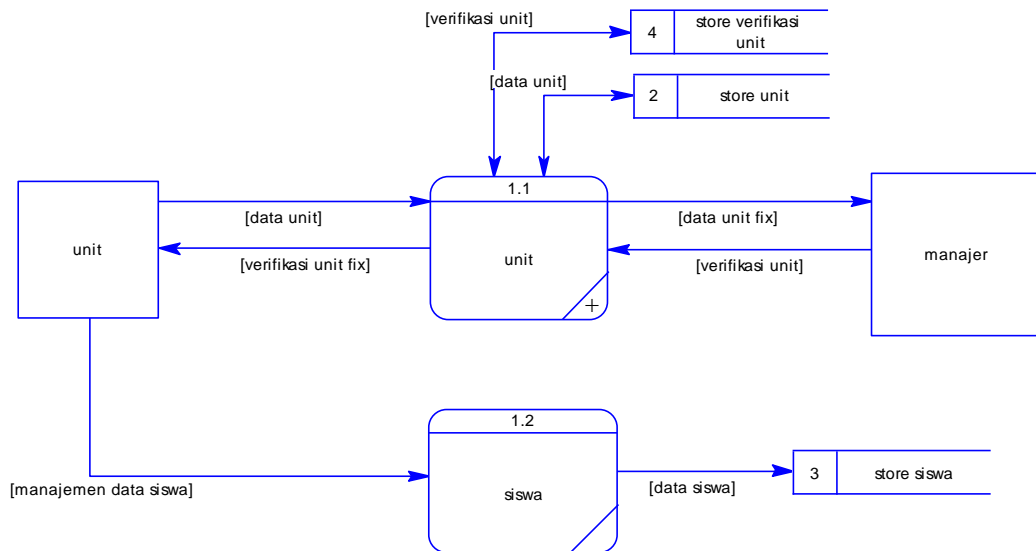 [verifikasi unit]
4
store verifikasi
unit
[data unit]
2
store unit
1.1
unit
[data unit]
[verifikasi unit fix]
unit
+
[data unit fix]
[verifikasi unit]
manajer
1.2
siswa
[manajemen data siswa]
[data siswa]
3
store siswa